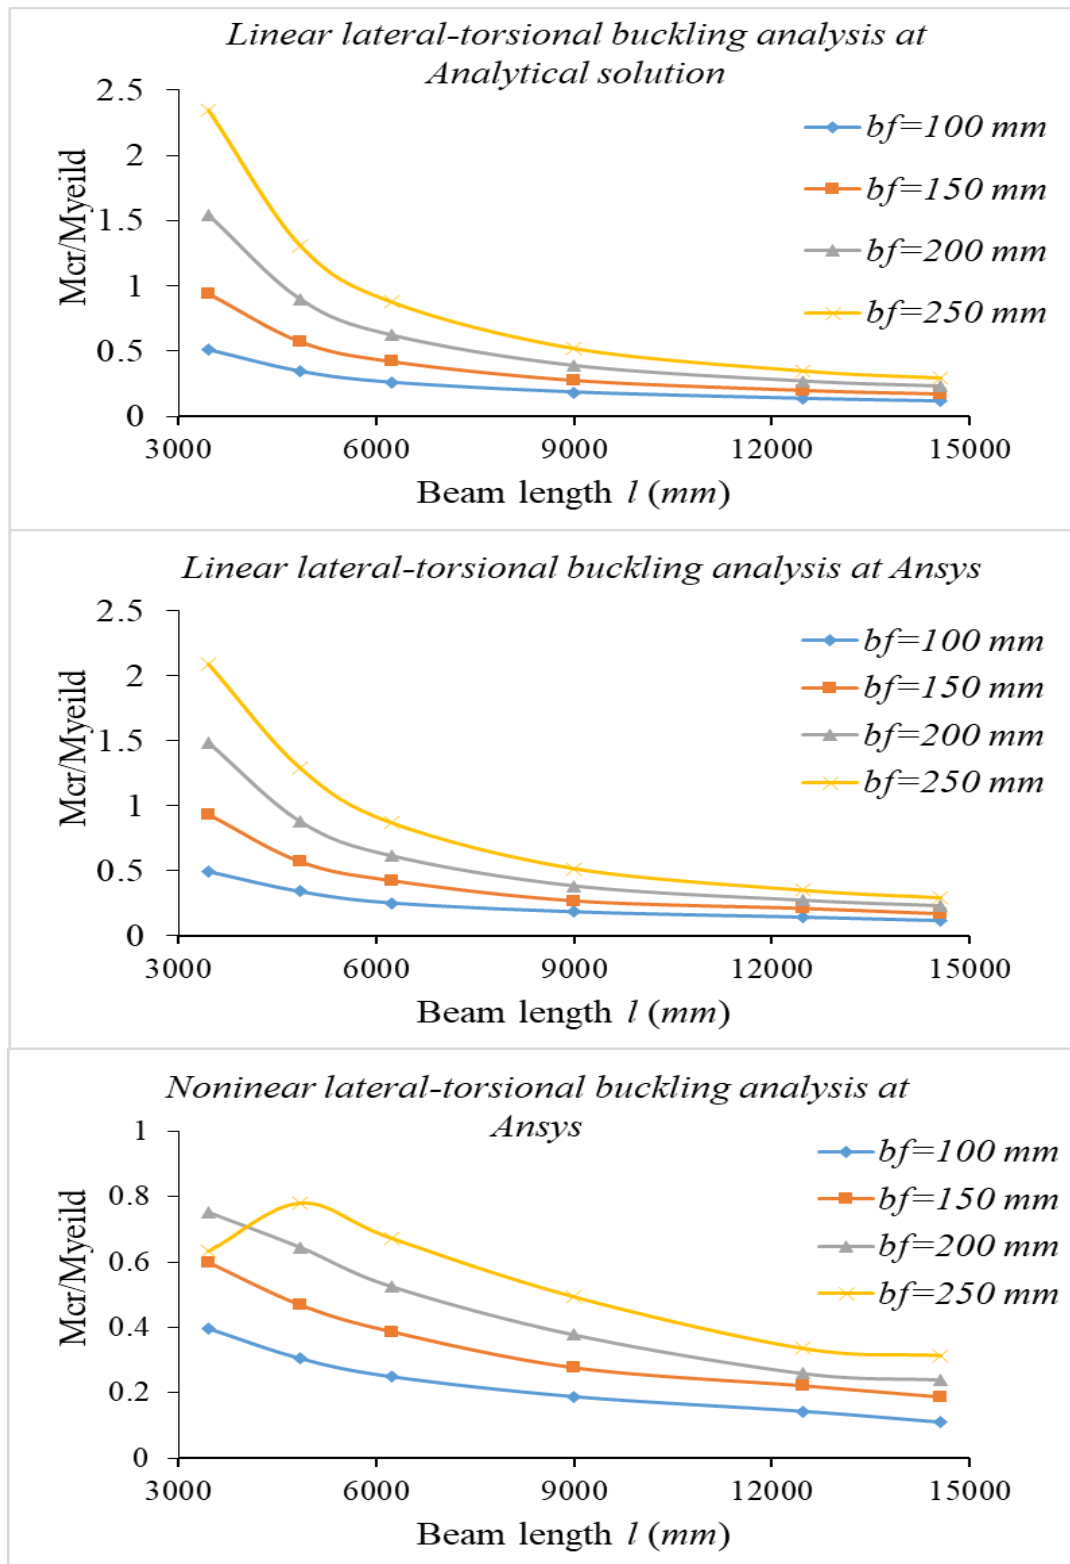 Linear lateral-torsional buckling analysis at
Analytical solution
2.5
2
1.5
1
0.5
0
Mcr/Myeild
bf=100 mm
bf=150 mm
bf=200 mm
bf=250 mm
3000 6000 9000 12000 15000
Beam length l (mm)
Linear lateral-torsional buckling analysis at Ansys
2.5
2
1.5
1
0.5
0
Mcr/Myeild
bf=100 mm
bf=150 mm
bf=200 mm
bf=250 mm
3000 6000 9000 12000 15000
Beam length l (mm)
Noninear lateral-torsional buckling analysis at
Ansys
1
0.8
0.6
0.4
0.2
0
Mcr/Myeild
bf=100 mm
bf=150 mm
bf=200 mm
bf=250 mm
3000 6000 9000 12000 15000
Beam length l (mm)